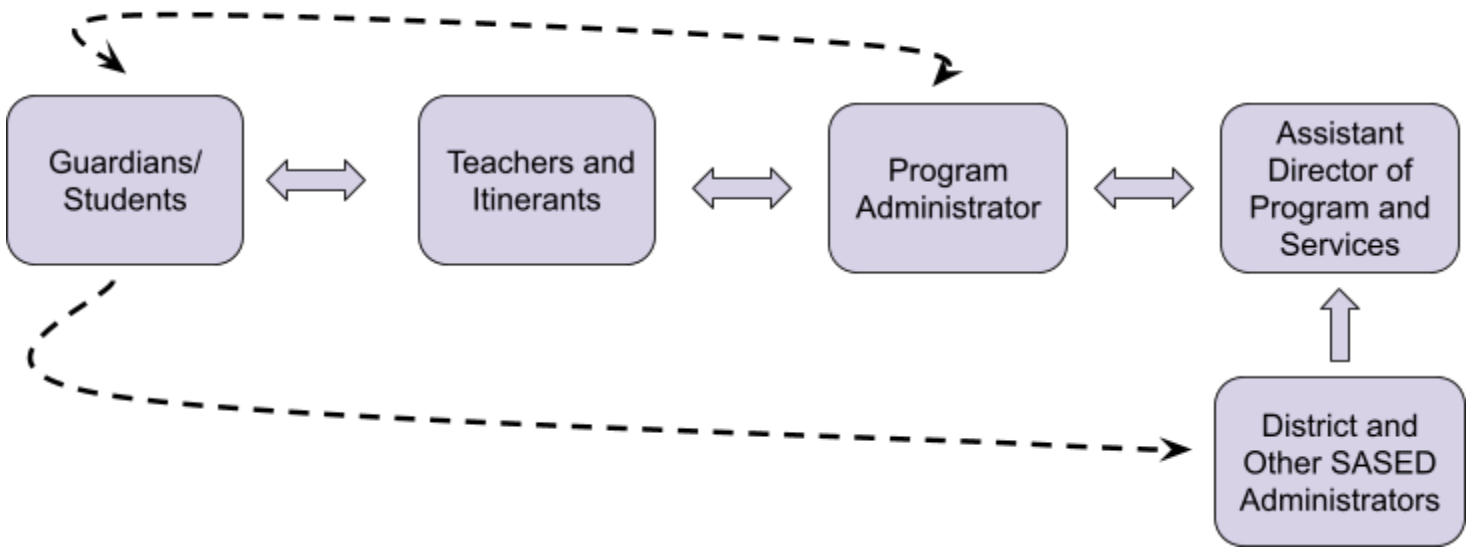 Guardians/
Students
Teachers and
Itinerants
Program
Administrator
Assistant
Director of
Program and
Services
District and
Other SASED
Administrators